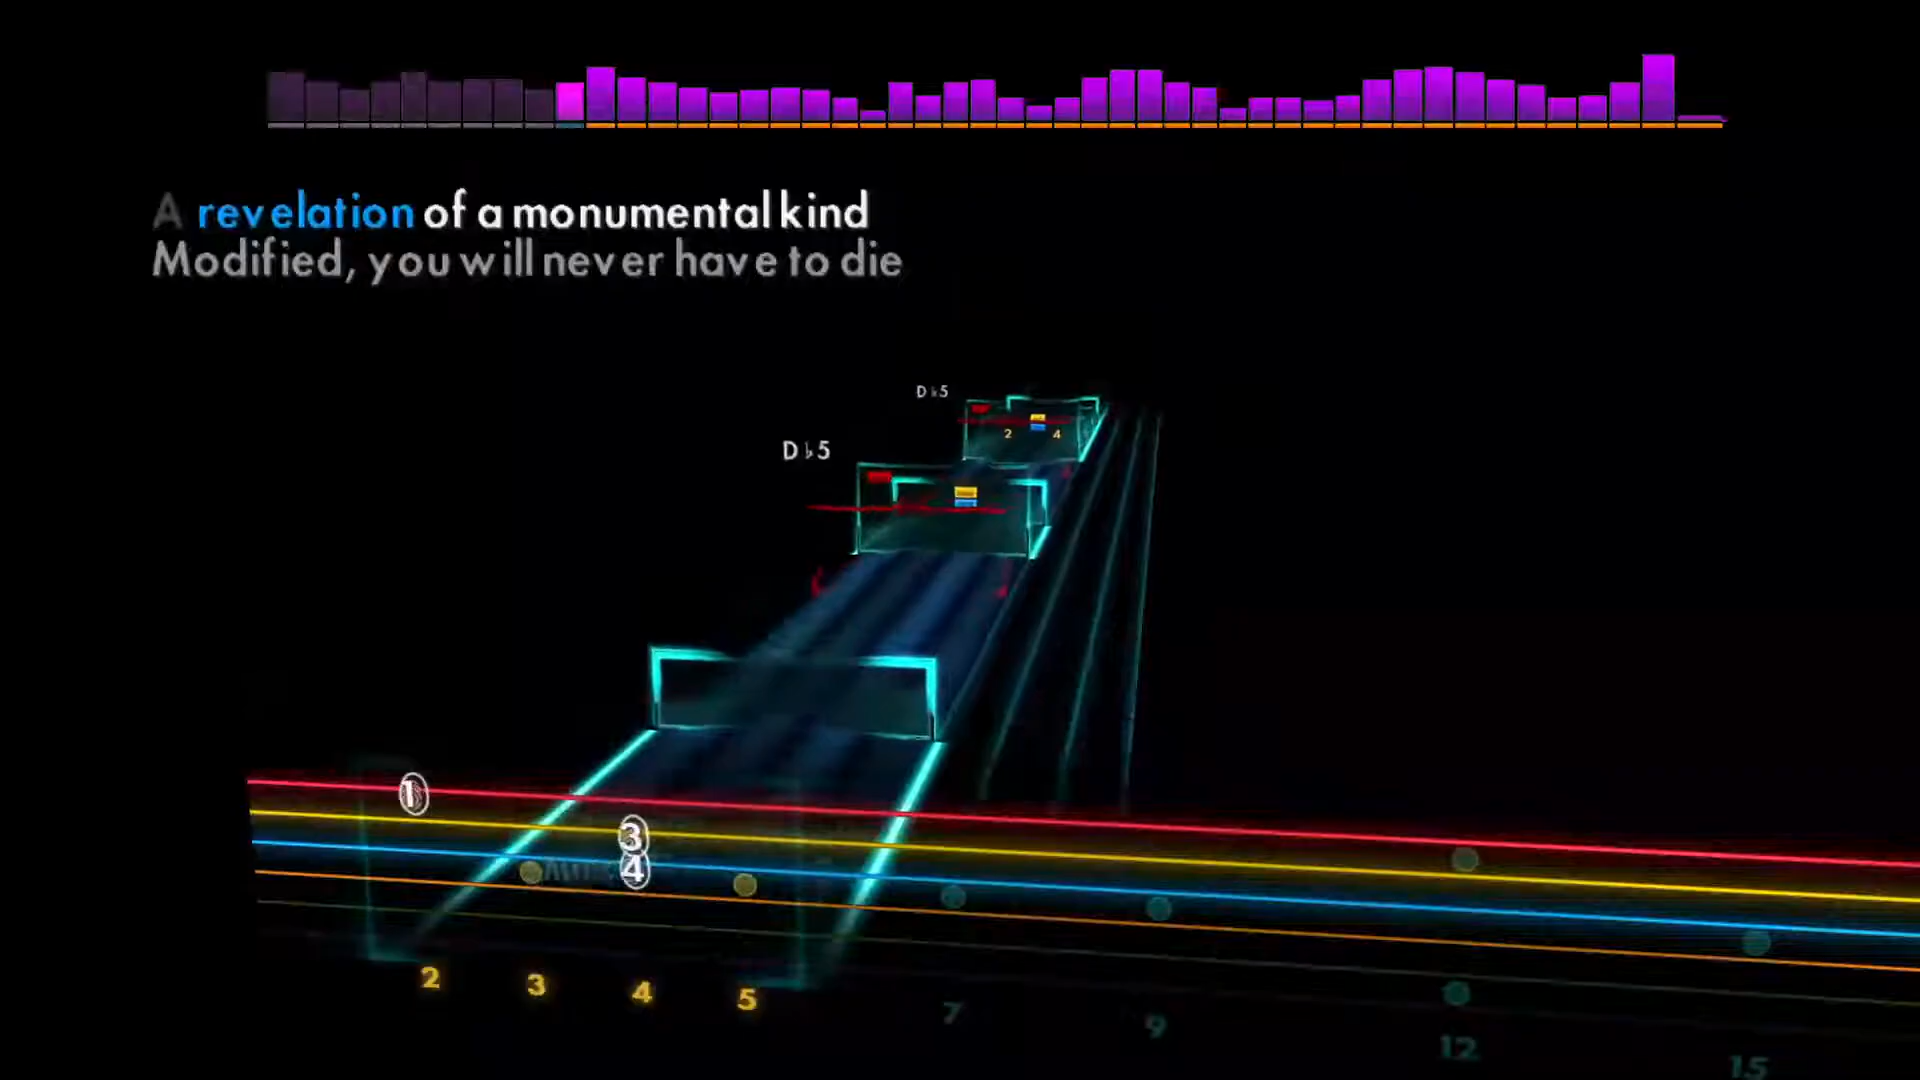 A revelation of a monumental kind
Modified, you will never have to die
D♭5
2 4
D♭5
1
3
4
2 3 4 5 7 9 12 15